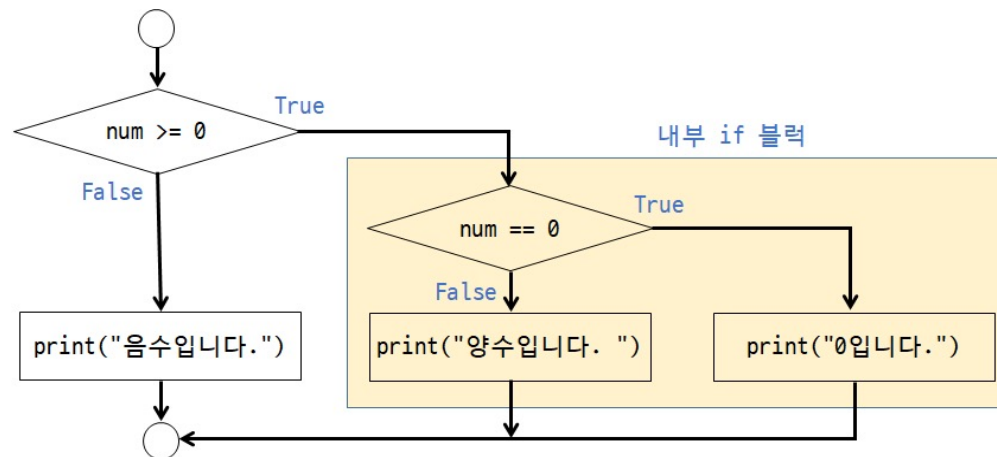 True
num >= 0
내부 if 블럭
False
True
num == 0
False
print("음수입니다.")
print("양수입니다. ")
print("0입니다.")